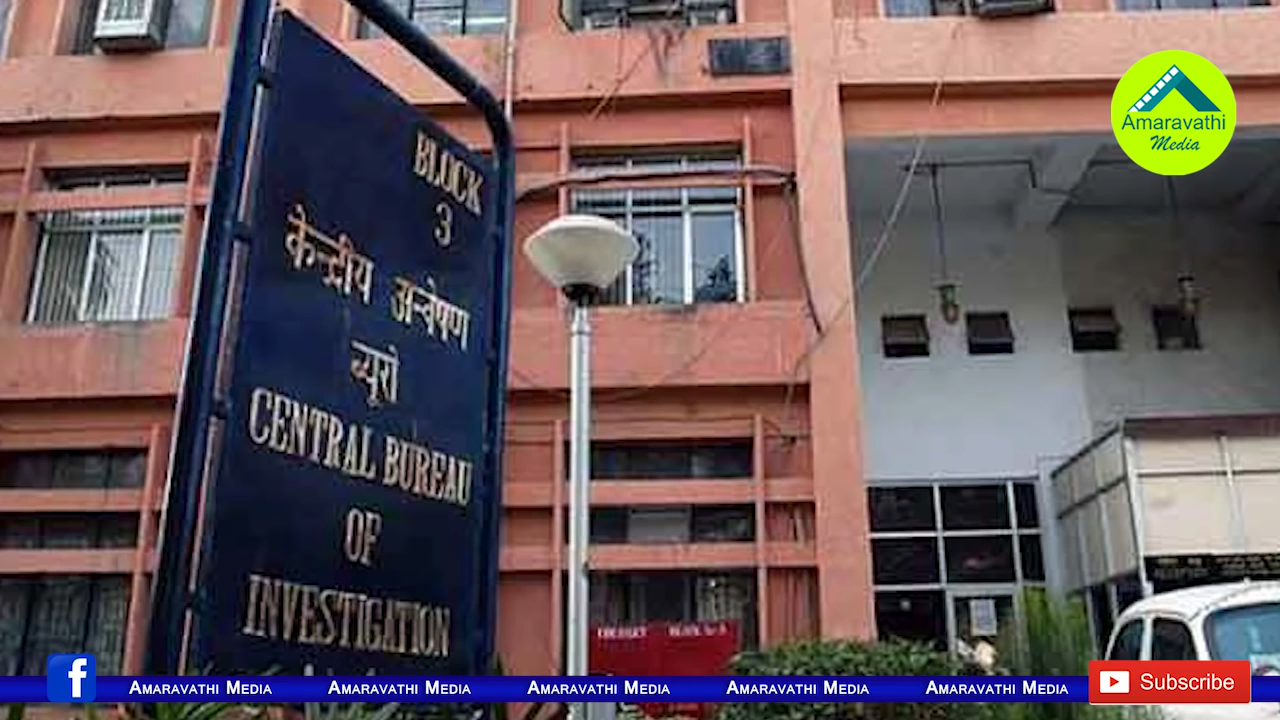 BLOCK
3
केन्द्रीय अन्वेषण
ब्यूरो
CENTRAL BUREAU
OF
INVESTIGATION
Amaravathi
Media
f AMARAVATHI MEDIA AMARAVATHI MEDIA AMARAVATHI MEDIA AMARAVATHI MEDIA AMARAVATHI MEDIA Subscribe